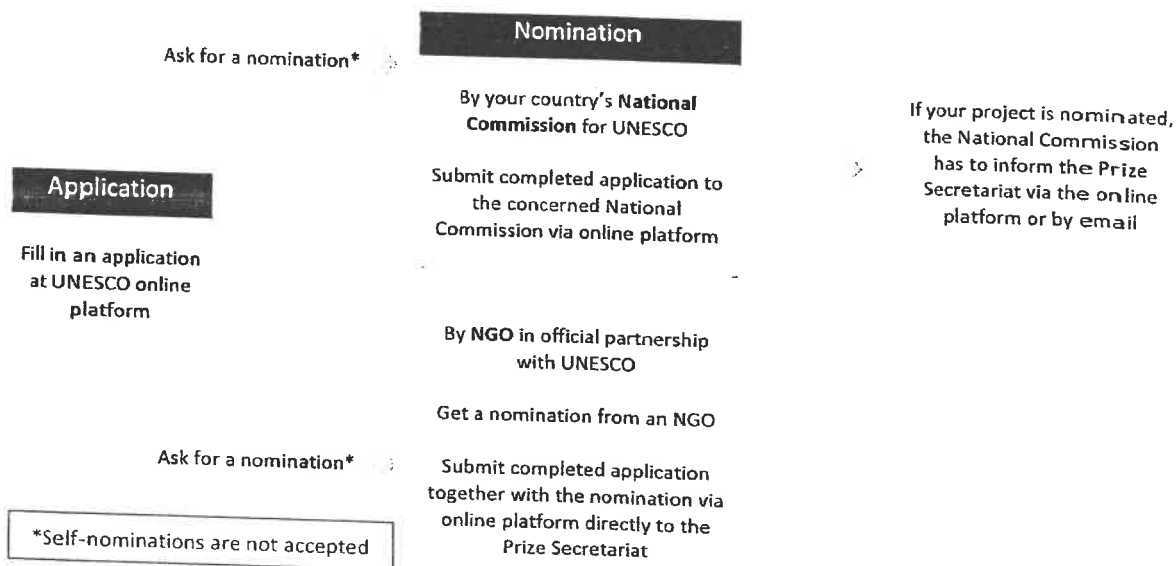 Application
Fill in an application
at UNESCO online
platform
Ask for a nomination*
Nomination
By your country's National
Commission for UNESCO
Submit completed application to
the concerned National
Commission via online platform
If your project is nominated,
the National Commission
has to inform the Prize
Secretariat via the online
platform or by email
Ask for a nomination*
By NGO in official partnership
with UNESCO
Get a nomination from an NGO
Submit completed application
together with the nomination via
online platform directly to the
Prize Secretariat
*Self-nominations are not accepted